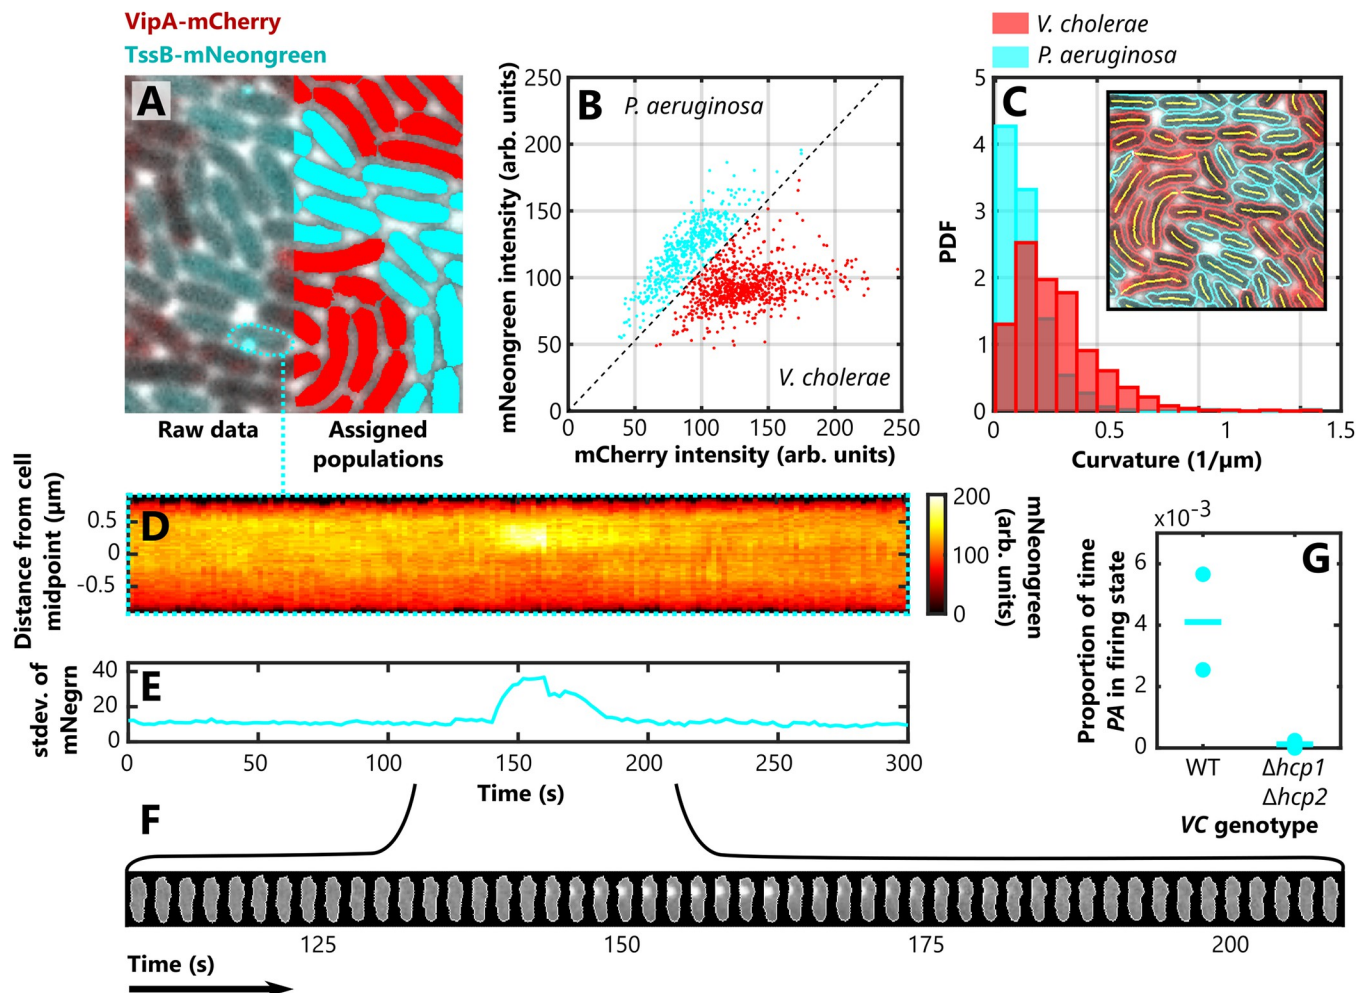 VipA-mCherry
TssB-mNeongreen
A
Raw data
Assigned
populations
B
mNeongreen intensity (arb. units)
250
200
150
100
50
0
P. aeruginosa
V. cholerae
0 50 100 150 200 250
mCherry intensity (arb. units)
V. cholerae
P. aeruginosa
C
PDF
5
4
3
2
1
0
0 0.5 1 1.5
Curvature (1/μm)
D
Distance from cell
midpoint (μm)
0.5
0
-0.5
200
100
0
mNeongreen
(arb. units)
E
stdev. of
mNegrn
40
20
0
0 50 100 150 200 250 300
Time (s)
F
125 150 175 200
Time (s)
G
x10-3
Proportion of time
PA in firing state
6
4
2
0
WT Δhcp1
Δhcp2
VC genotype